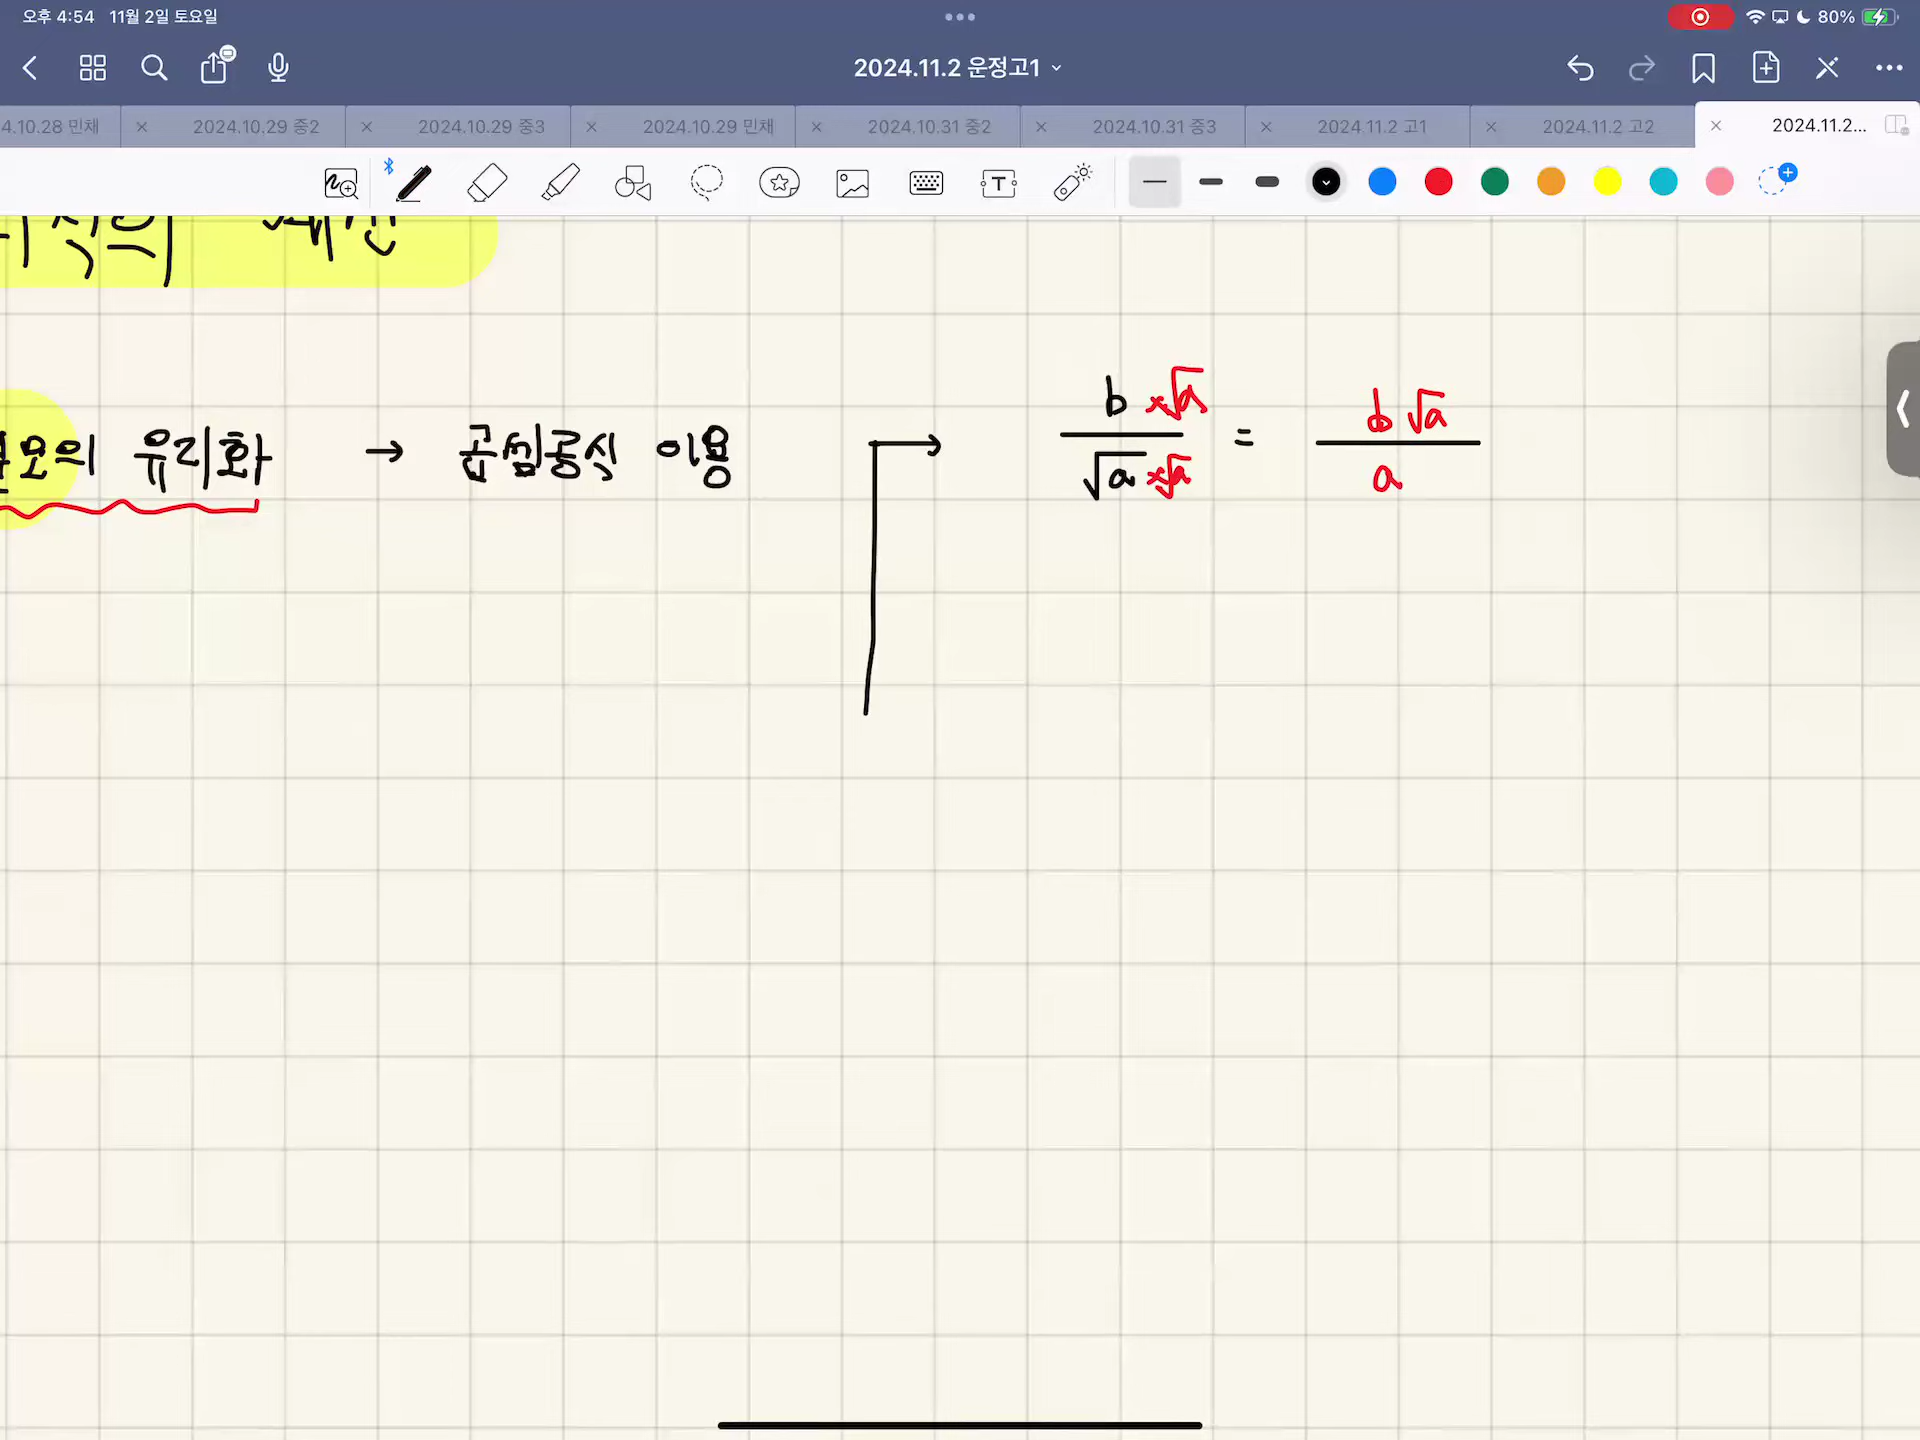 오후 4:54 11월 2일 토요일
80%
2024.11.2 운정고1
4.10.28 민채
2024.10.29 중2
2024.10.29 중3
2024.10.29 민채
2024.10.31 중2
2024.10.31 중3
2024.11.2 고1
2024.11.2 고2
2024.11.2...
모의 유리화 → 곱셈공식 이용
b ×√a / √a ×√a = b√a / a